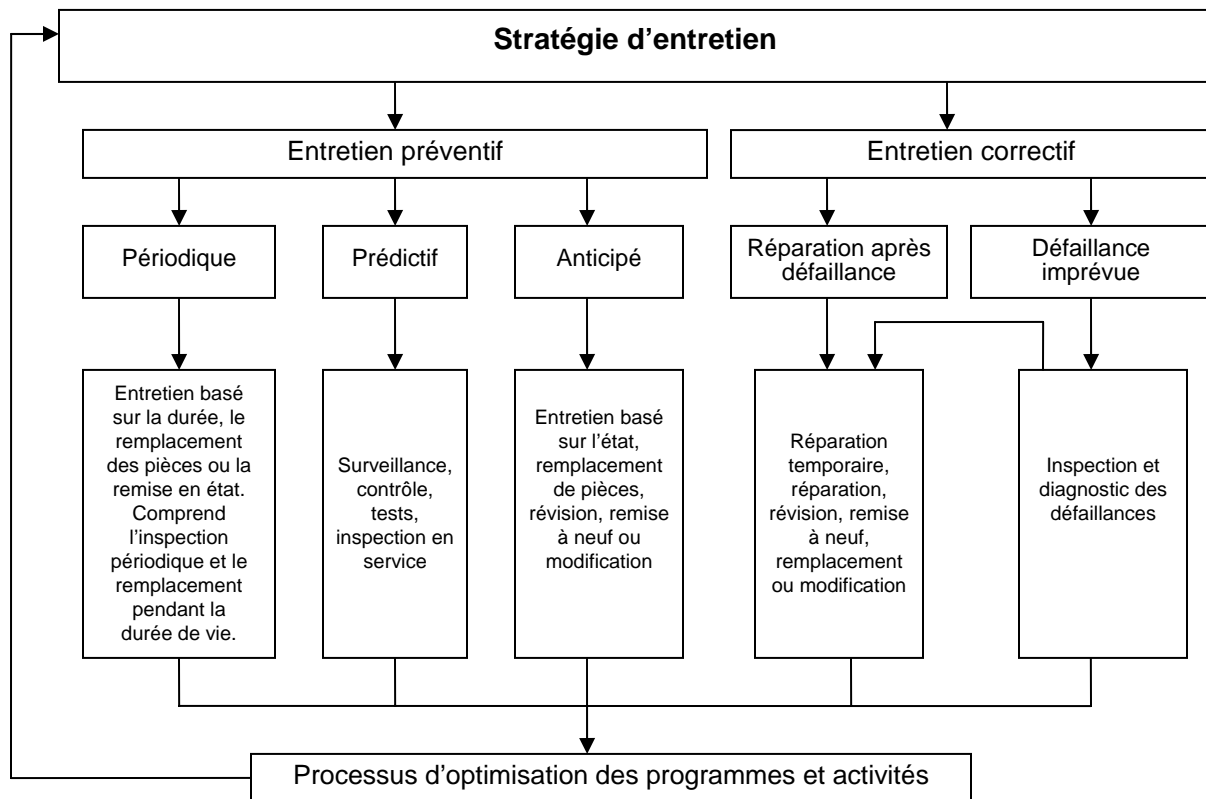 Stratégie d'entretien
Entretien préventif
Entretien correctif
Périodique
Prédictif
Anticipé
Réparation après
défaillance
Défaillance
imprévue
Entretien basé
sur la durée, le
remplacement
des pièces ou la
remise en état.
Comprend
l'inspection
périodique et le
remplacement
pendant la
durée de vie.
Surveillance,
contrôle,
tests,
inspection en
service
Entretien basé
sur l'état,
remplacement
de pièces,
révision, remise
à neuf ou
modification
Réparation
temporaire,
réparation,
révision, remise
à neuf,
remplacement
ou modification
Inspection et
diagnostic des
défaillances
Processus d'optimisation des programmes et activités